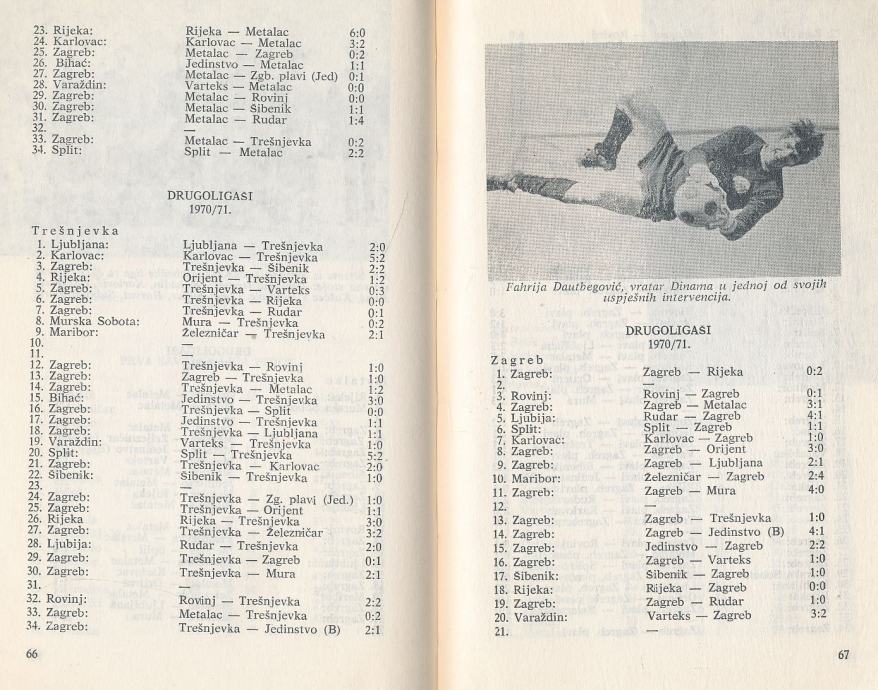 23. Rijeka: Rijeka — Metalac 6:0
24. Karlovac: Karlovac — Metalac 3:2
25. Zagreb: Metalac — Zagreb 0:2
26. Bihać: Jedinstvo — Metalac 1:1
27. Zagreb: Metalac — Zgb. plavi (Jed) 0:1
28. Varaždin: Varteks — Metalac 0:0
29. Zagreb: Metalac — Rovinj 0:0
30. Zagreb: Metalac — Šibenik 1:1
31. Zagreb: Metalac — Rudar 1:4
32. —
33. Zagreb: Metalac — Trešnjevka 0:2
34. Split: Split — Metalac 2:2
DRUGOLIGAŠI
1970/71.
Trešnjevka
1. Ljubljana: Ljubljana — Trešnjevka 2:0
2. Karlovac: Karlovac — Trešnjevka 5:2
3. Zagreb: Trešnjevka — Šibenik 2:2
4. Rijeka: Orijent — Trešnjevka 1:2
5. Zagreb: Trešnjevka — Varteks 0:3
6. Zagreb: Trešnjevka — Rijeka 0:0
7. Zagreb: Trešnjevka — Rudar 0:1
8. Murska Sobota: Mura — Trešnjevka 0:2
9. Maribor: Železničar — Trešnjevka 2:1
10. —
11. —
12. Zagreb: Trešnjevka — Rovinj 1:0
13. Zagreb: Zagreb — Trešnjevka 1:0
14. Zagreb: Trešnjevka — Metalac 1:2
15. Bihać: Jedinstvo — Trešnjevka 3:0
16. Zagreb: Trešnjevka — Split 0:0
17. Zagreb: Jedinstvo — Trešnjevka 1:1
18. Zagreb: Trešnjevka — Ljubljana 1:1
19. Varaždin: Varteks — Trešnjevka 1:0
20. Split: Split — Trešnjevka 5:2
21. Zagreb: Trešnjevka — Karlovac 2:0
22. Šibenik: Šibenik — Trešnjevka 1:0
23. —
24. Zagreb: Trešnjevka — Zg. plavi (Jed.) 1:0
25. Zagreb: Trešnjevka — Orijent 1:1
26. Rijeka Rijeka — Trešnjevka 3:0
27. Zagreb: Trešnjevka — Železničar 3:2
28. Ljubija: Rudar — Trešnjevka 2:0
29. Zagreb: Trešnjevka — Zagreb 0:1
30. Zagreb: Trešnjevka — Mura 2:1
31. —
32. Rovinj: Rovinj — Trešnjevka 2:2
33. Zagreb: Metalac — Trešnjevka 0:2
34. Zagreb: Trešnjevka — Jedinstvo (B) 2:1
66
Fahrija Dautbegović, vratar Dinama u jednoj od svojih
uspješnih intervencija.
DRUGOLIGAŠI
1970/71.
Zagreb
1. Zagreb: Zagreb — Rijeka 0:2
2. —
3. Rovinj: Rovinj — Zagreb 0:1
4. Zagreb: Zagreb — Metalac 3:1
5. Ljubija: Rudar — Zagreb 4:1
6. Split: Split — Zagreb 1:1
7. Karlovac: Karlovac — Zagreb 1:0
8. Zagreb: Zagreb — Orijent 3:0
9. Zagreb: Zagreb — Ljubljana 2:1
10. Maribor: Železničar — Zagreb 2:4
11. Zagreb: Zagreb — Mura 4:0
12. —
13. Zagreb: Zagreb — Trešnjevka 1:0
14. Zagreb: Zagreb — Jedinstvo (B) 4:1
15. Zagreb: Jedinstvo — Zagreb 2:2
16. Zagreb: Zagreb — Varteks 1:0
17. Šibenik: Šibenik — Zagreb 1:0
18. Rijeka: Rijeka — Zagreb 0:0
19. Zagreb: Zagreb — Rudar 1:0
20. Varaždin: Varteks — Zagreb 3:2
21. —
67